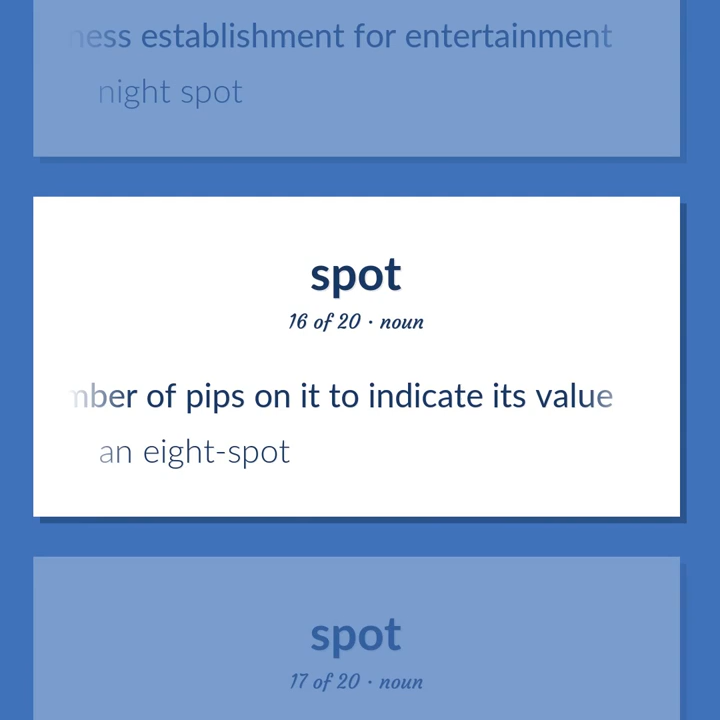 ness establishment for entertainment
night spot
spot
16 of 20 · noun
mber of pips on it to indicate its value
an eight-spot
spot
17 of 20 · noun